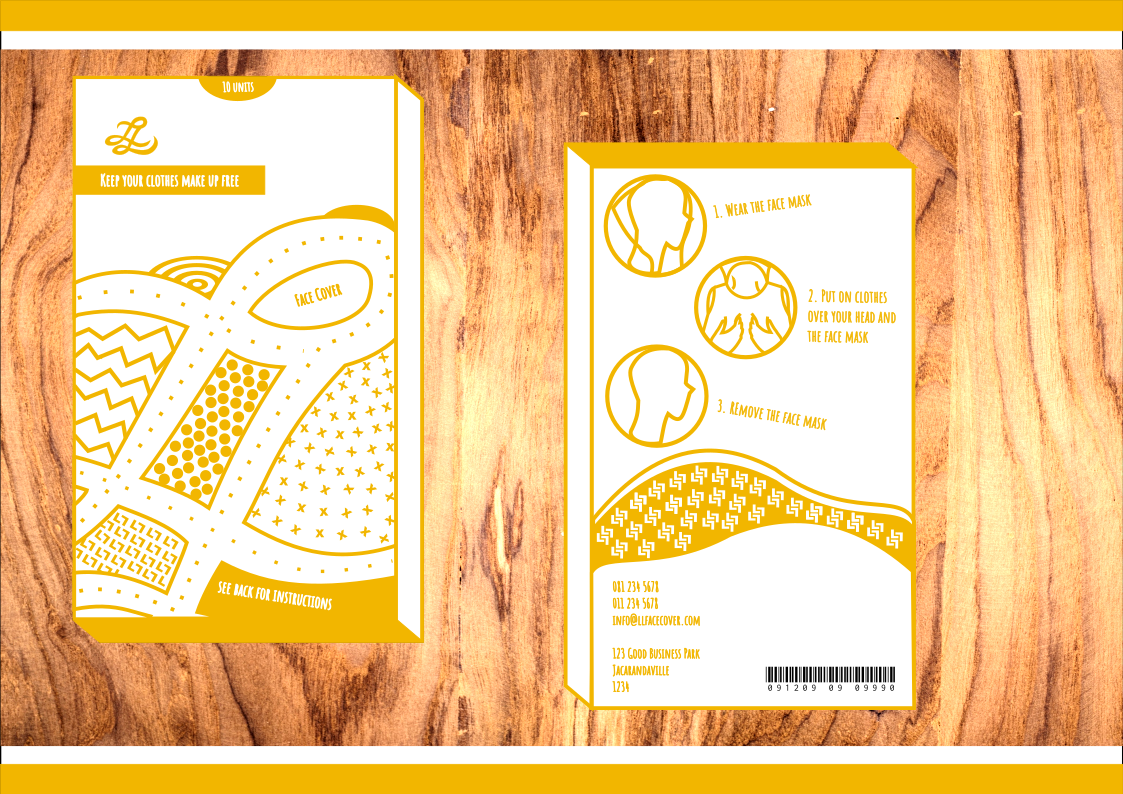 10 units
LL
Keep your clothes make up free
Face Cover
see back for instructions
1. Wear the face mask
2. Put on clothes
over your head and
the face mask
3. Remove the face mask
081 234 5678
011 234 5678
info@llfacecover.com
123 Good Business Park
Jacarandaville
1234
091209 09 09990